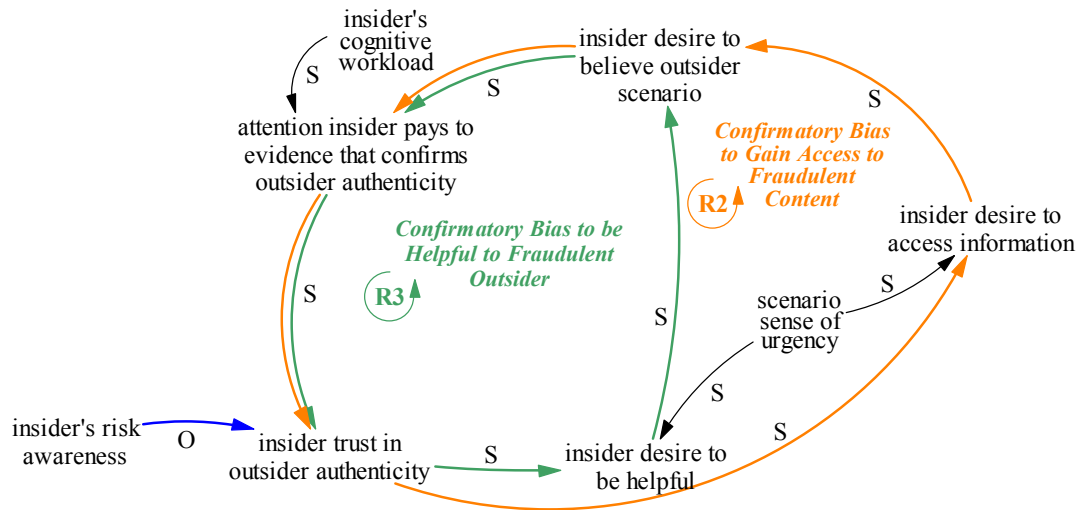 insider's
cognitive
workload
S
insider desire to
believe outsider
scenario
S
S
attention insider pays to
evidence that confirms
outsider authenticity
Confirmatory Bias
to Gain Access to
Fraudulent
Content
R2
insider desire to
access information
Confirmatory Bias to be
Helpful to Fraudulent
Outsider
R3
S
S
scenario
sense of
urgency
S
S
S
insider's risk
awareness
O
insider trust in
outsider authenticity
S
insider desire to
be helpful